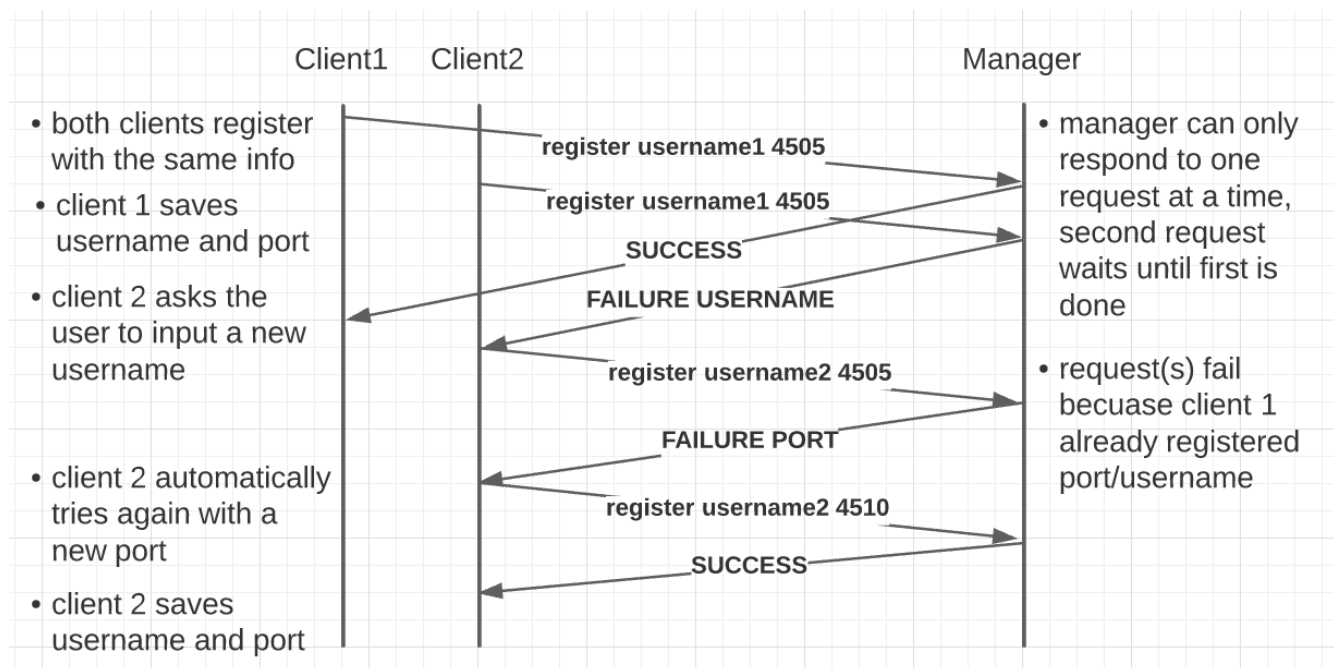 Client1
Client2
Manager
• both clients register
with the same info
• client 1 saves
username and port
• client 2 asks the
user to input a new
username
• client 2 automatically
tries again with a
new port
• client 2 saves
username and port
register username1 4505
register username1 4505
SUCCESS
FAILURE USERNAME
register username2 4505
FAILURE PORT
register username2 4510
SUCCESS
• manager can only
respond to one
request at a time,
second request
waits until first is
done
• request(s) fail
becuase client 1
already registered
port/username